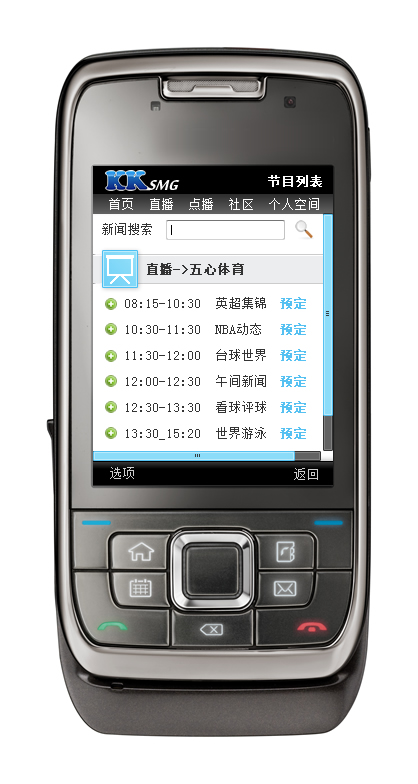 KKSMG 节目列表
首页 直播 点播 社区 个人空间
新闻搜索
直播->五心体育
08:15-10:30 英超集锦 预定
10:30-11:30 NBA动态 预定
11:30-12:00 台球世界 预定
12:00-12:30 午间新闻 预定
12:30-13:30 看球评球 预定
13:30_15:20 世界游泳 预定
选项 返回